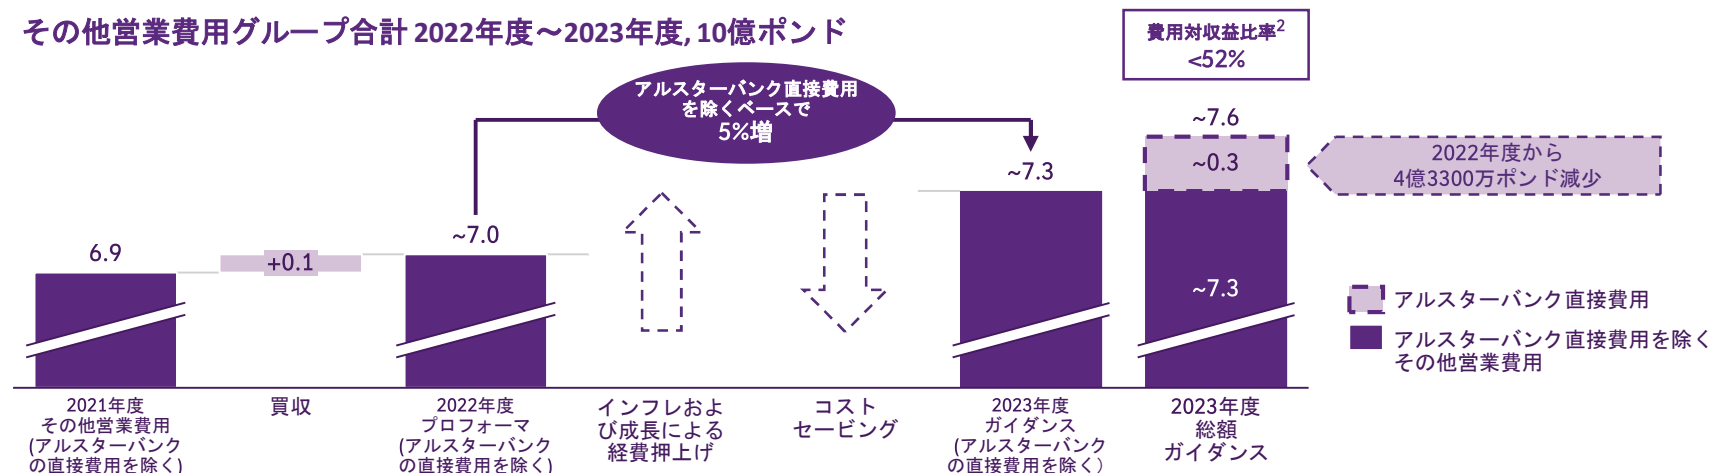 その他営業費用グループ合計 2022年度～2023年度, 10億ポンド
費用対収益比率2
<52%
アルスターバンク直接費用
を除くベースで
5%増
~7.6
~0.3
2022年度から
4億3300万ポンド減少
~7.3
~7.0
6.9
+0.1
~7.3
アルスターバンク直接費用
アルスターバンク直接費用を除く
その他営業費用
2021年度
その他営業費用
(アルスターバンク
の直接費用を除く)
買収
2022年度
プロフォーマ
(アルスターバンク
の直接費用を除く)
インフレおよ
び成長による
経費押上げ
コスト
セービング
2023年度
ガイダンス
(アルスターバンク
の直接費用を除く）
2023年度
総額
ガイダンス